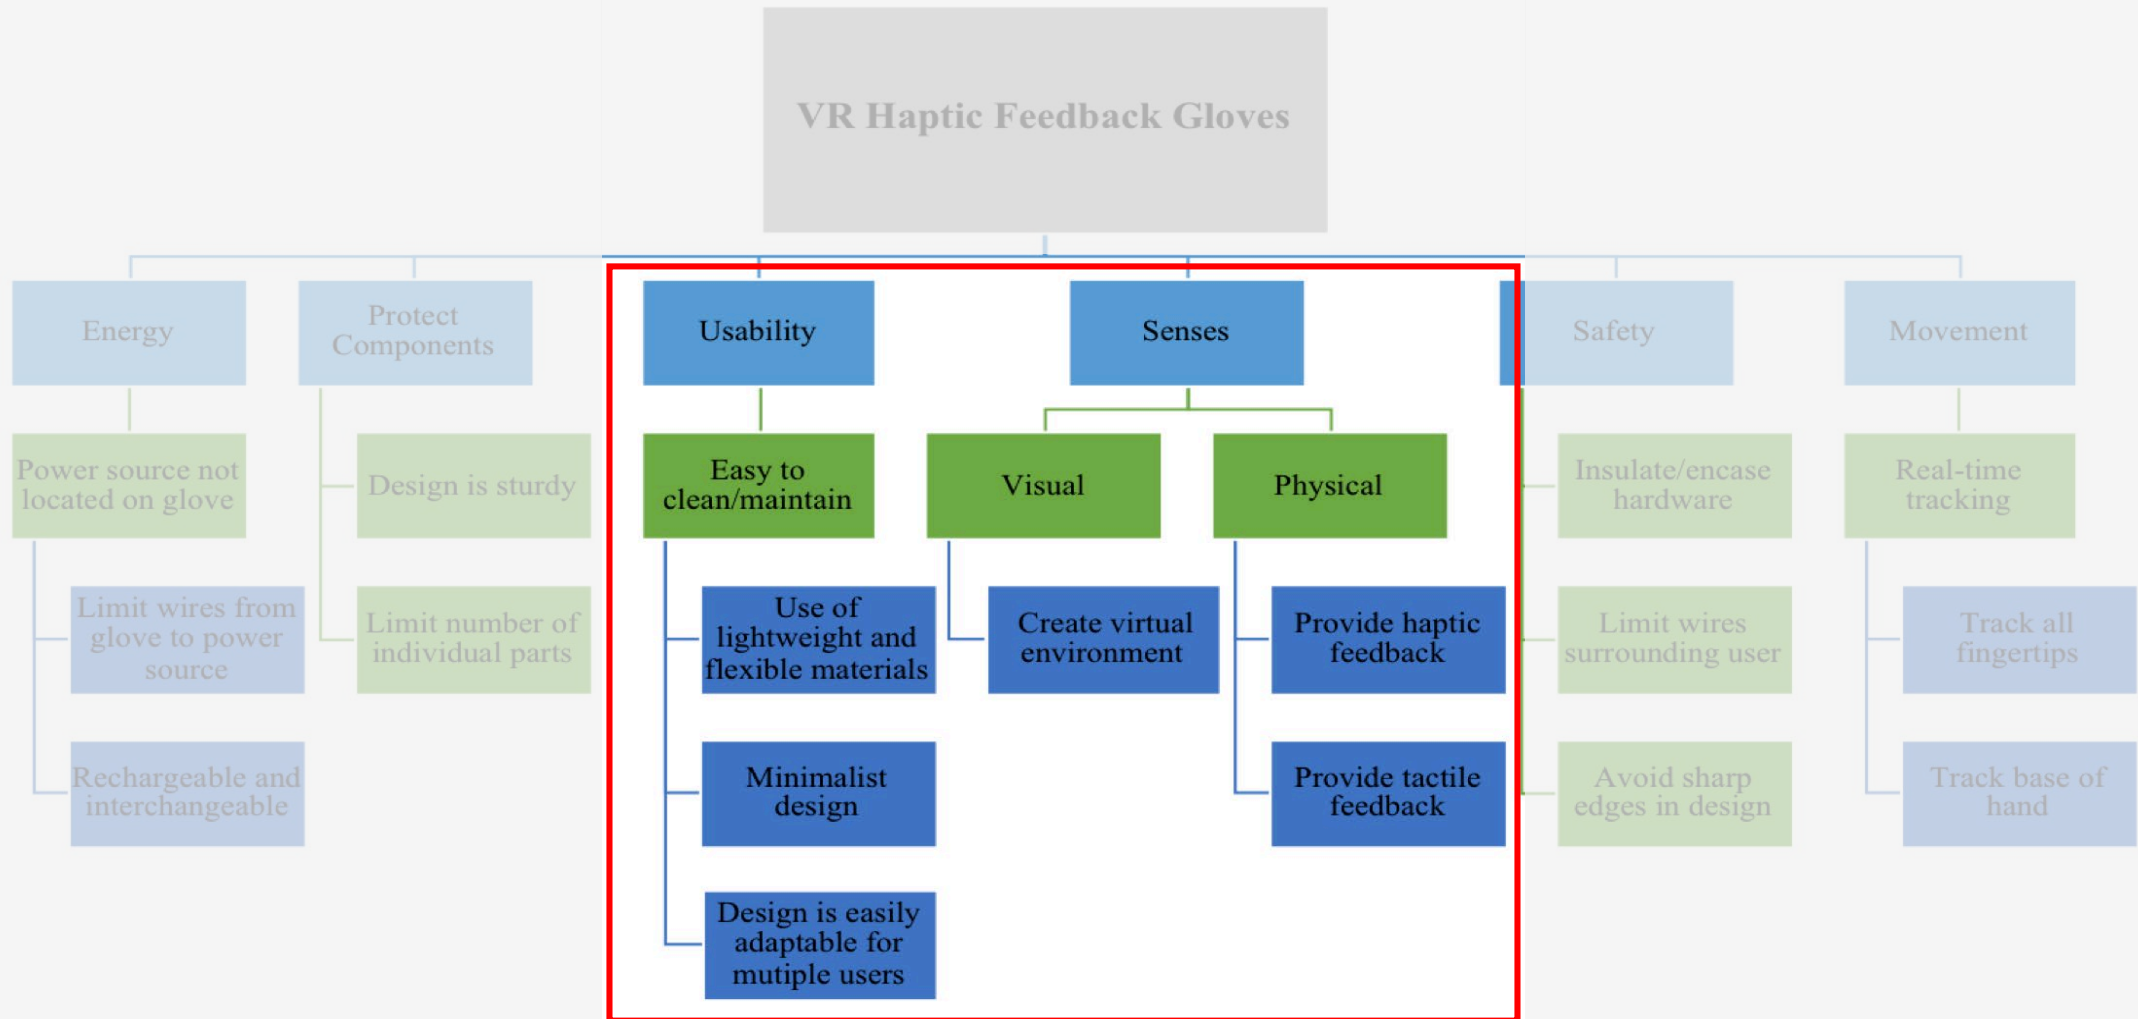 VR Haptic Feedback Gloves
Energy
Protect
Components
Usability
Senses
Safety
Movement
Power source not
located on glove
Limit wires from
glove to power
source
Rechargeable and
interchangeable
Design is sturdy
Limit number of
individual parts
Easy to
clean/maintain
Use of
lightweight and
flexible materials
Minimalist
design
Design is easily
adaptable for
mutiple users
Visual
Create virtual
environment
Physical
Provide haptic
feedback
Provide tactile
feedback
Insulate/encase
hardware
Limit wires
surrounding user
Avoid sharp
edges in design
Real-time
tracking
Track all
fingertips
Track base of
hand